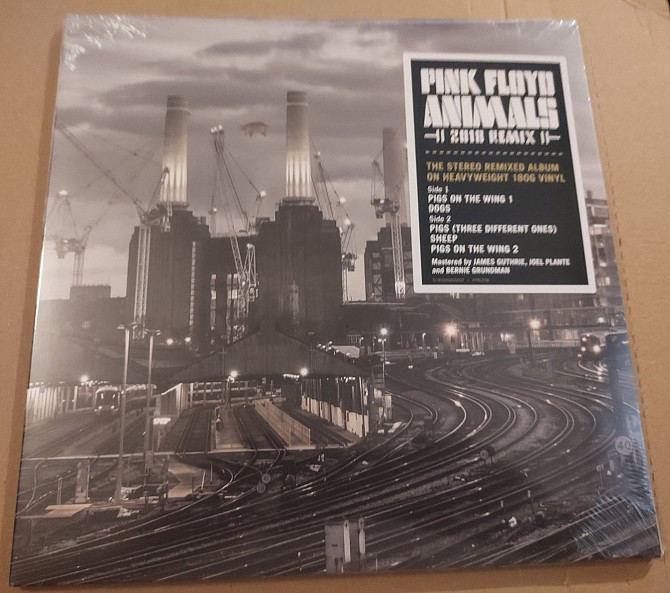 PINK FLOYD
ANIMALS
2018 REMIX
THE STEREO REMIXED ALBUM
ON HEAVYWEIGHT 180G VINYL
Side 1
PIGS ON THE WING 1
DOGS
Side 2
PIGS (THREE DIFFERENT ONES)
SHEEP
PIGS ON THE WING 2
Mastered by JAMES GUTHRIE, JOEL PLANTE
and BERNIE GRUNDMAN
40